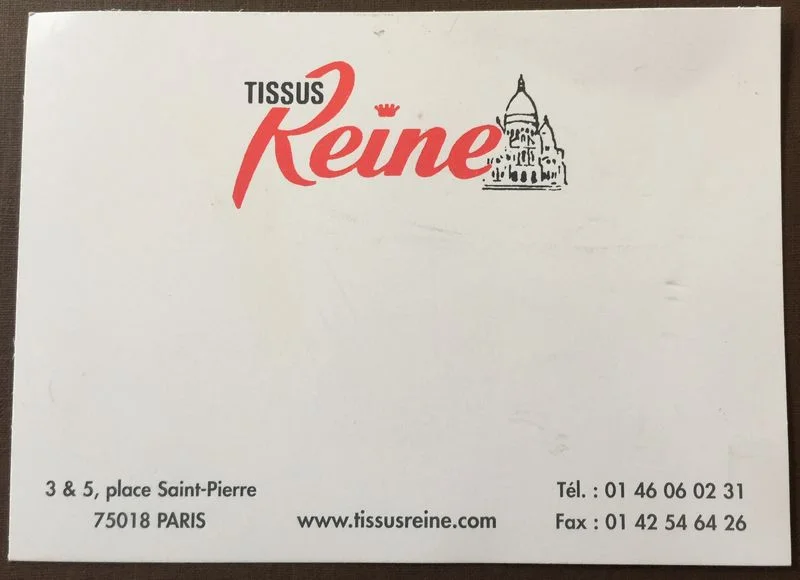 TISSUS
Reine
3 & 5, place Saint-Pierre
75018 PARIS
www.tissusreine.com
Tél. : 01 46 06 02 31
Fax : 01 42 54 64 26